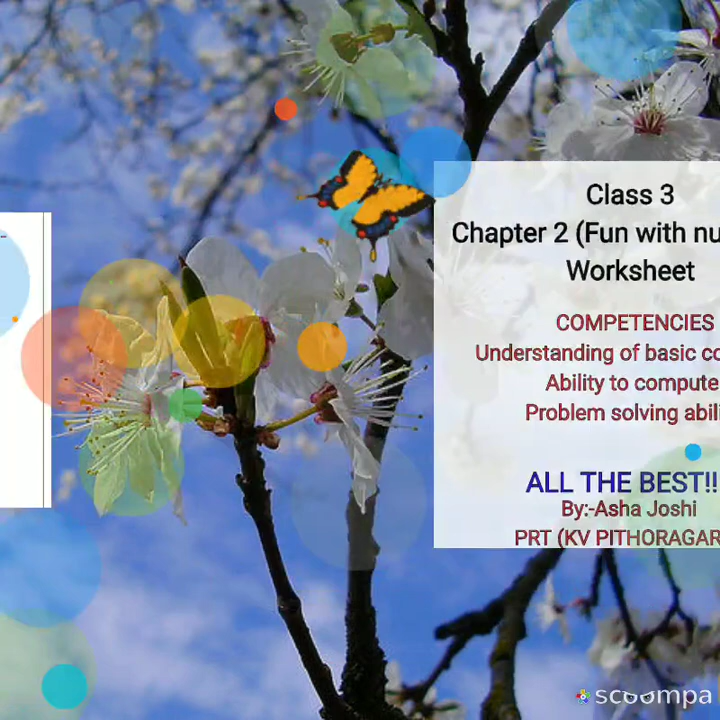 Class 3
Chapter 2 (Fun with nu
Worksheet
COMPETENCIES
Understanding of basic co
Ability to compute
Problem solving abili
ALL THE BEST!!
By:-Asha Joshi
PRT (KV PITHORAGAR
scoompa